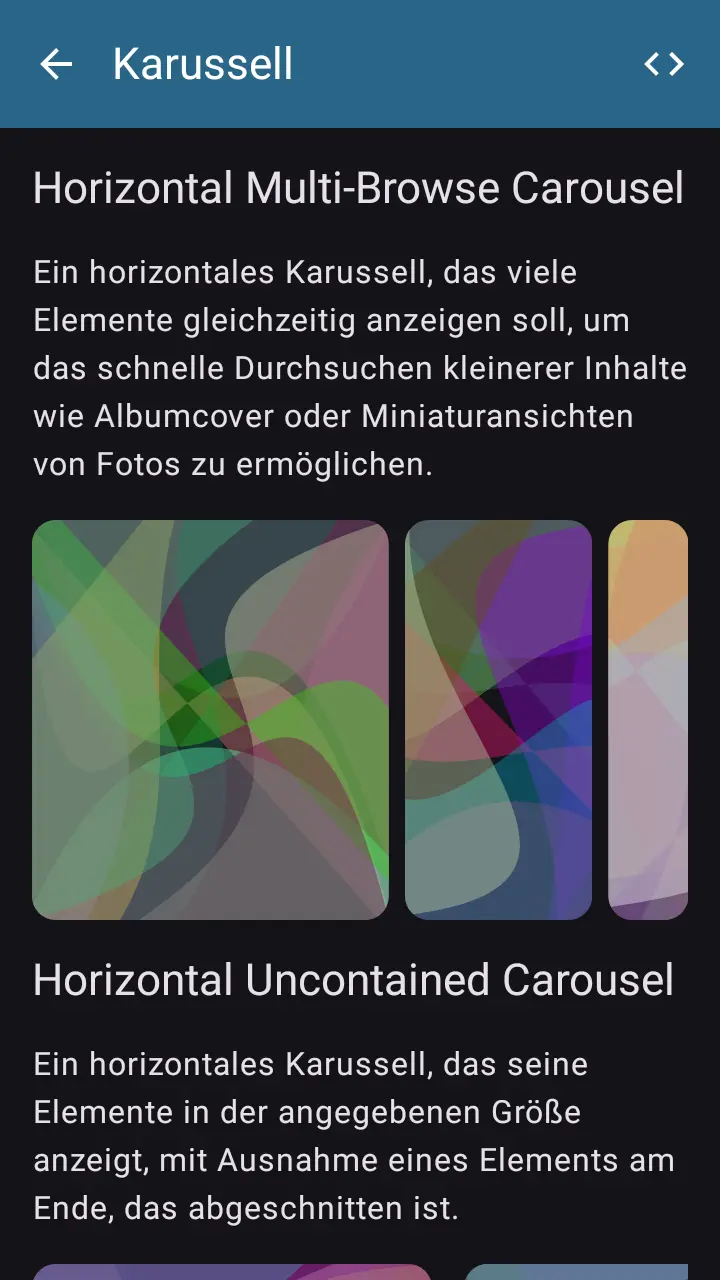 Karussell
Horizontal Multi-Browse Carousel
Ein horizontales Karussell, das viele
Elemente gleichzeitig anzeigen soll, um
das schnelle Durchsuchen kleinerer Inhalte
wie Albumcover oder Miniaturansichten
von Fotos zu ermöglichen.
Horizontal Uncontained Carousel
Ein horizontales Karussell, das seine
Elemente in der angegebenen Größe
anzeigt, mit Ausnahme eines Elements am
Ende, das abgeschnitten ist.